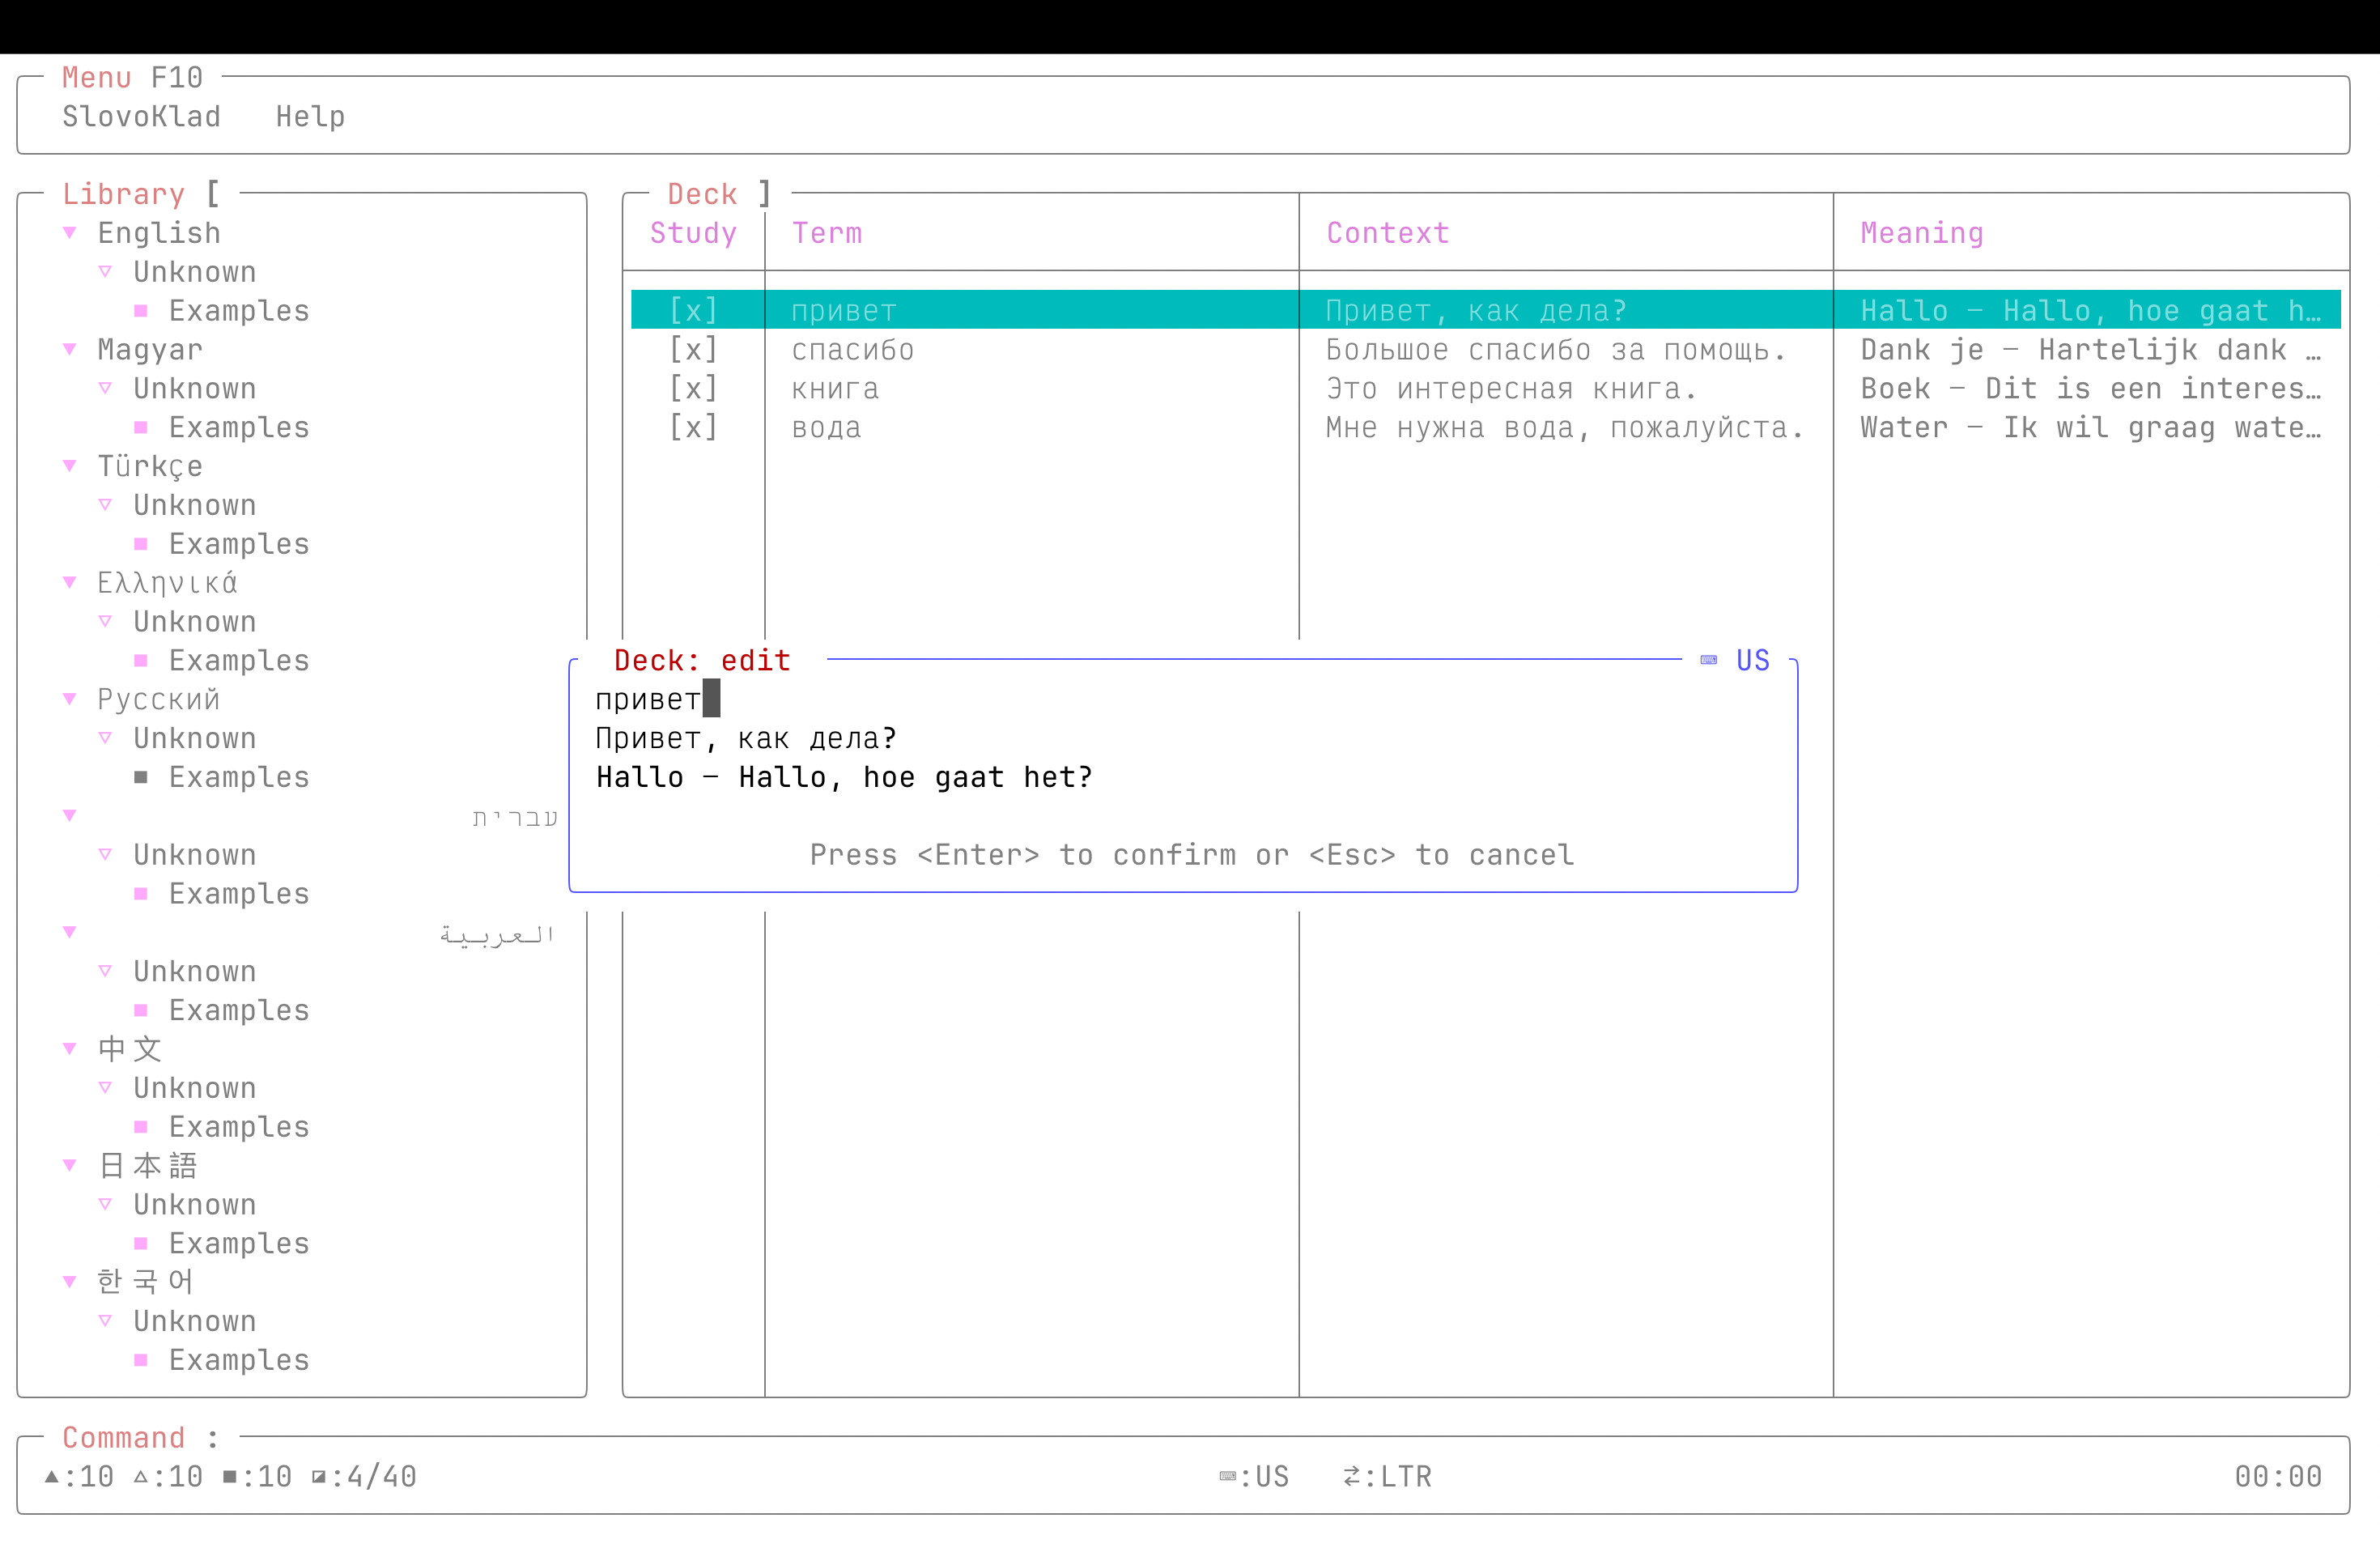 Menu F10
SlovoKlad Help
Library [
▼ English
▽ Unknown
■ Examples
▼ Magyar
▽ Unknown
■ Examples
▼ Türkçe
▽ Unknown
■ Examples
▼ Ελληνικά
▽ Unknown
■ Examples
▼ Русский
▽ Unknown
■ Examples
▼ עברית
▽ Unknown
■ Examples
▼ العربية
▽ Unknown
■ Examples
▼ 中文
▽ Unknown
■ Examples
▼ 日本語
▽ Unknown
■ Examples
▼ 한국어
▽ Unknown
■ Examples
Deck ]
Study Term Context Meaning
[x] привет Привет, как дела? Hallo — Hallo, hoe gaat h…
[x] спасибо Большое спасибо за помощь. Dank je — Hartelijk dank …
[x] книга Это интересная книга. Boek — Dit is een interes…
[x] вода Мне нужна вода, пожалуйста. Water — Ik wil graag wate…
Deck: edit ⌨ US
привет
Привет, как дела?
Hallo — Hallo, hoe gaat het?
Press <Enter> to confirm or <Esc> to cancel
Command :
▲:10 △:10 ■:10 ◪:4/40 ⌨:US ⇄:LTR 00:00